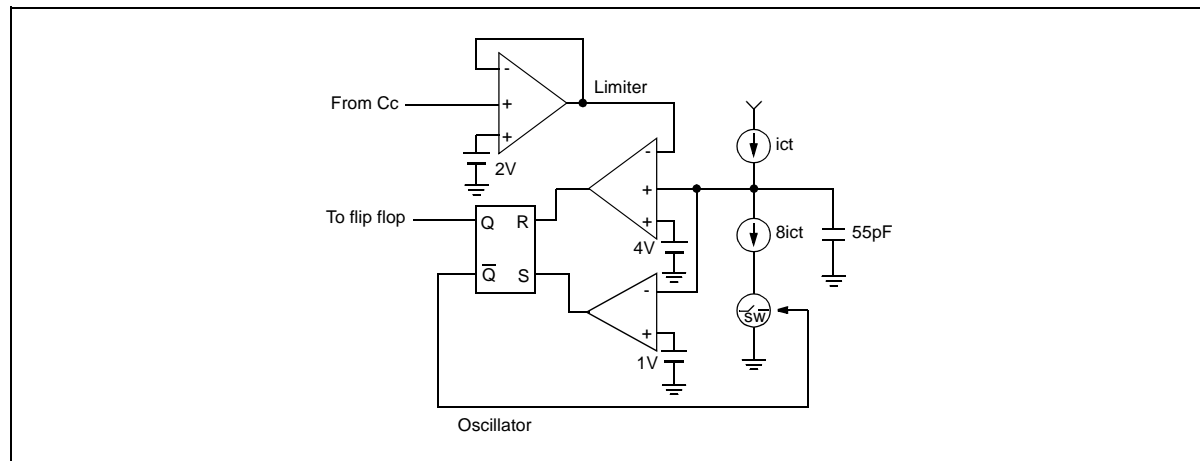 Limiter
-
From Cc
+
+
2V
ict
-
+
+
To flip flop
Q R
4V
8ict
55pF
Q̅ S
-
+
SW
1V
Oscillator